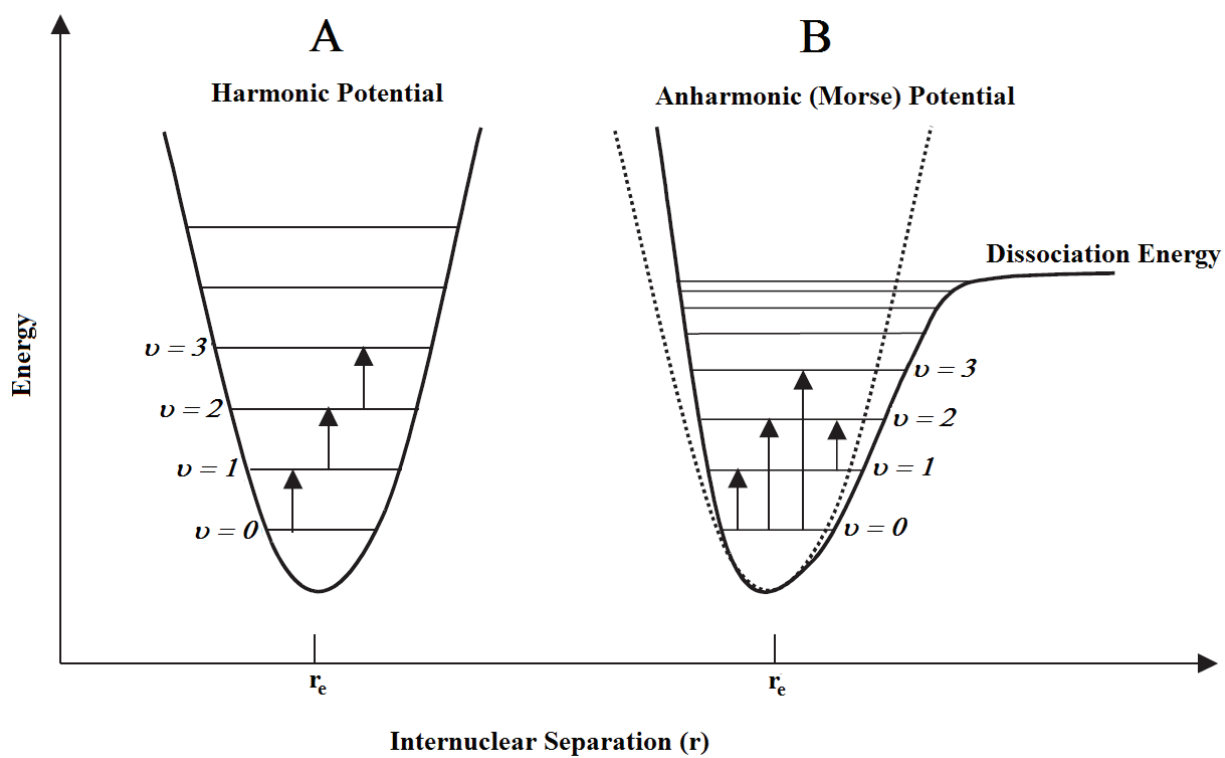 A
B
Harmonic Potential
Anharmonic (Morse) Potential
Dissociation Energy
Energy
υ = 3
υ = 2
υ = 1
υ = 0
υ = 3
υ = 2
υ = 1
υ = 0
re
re
Internuclear Separation (r)